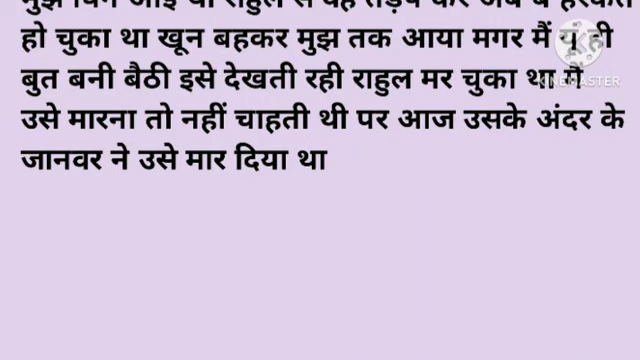 हो चुका था खून बहकर मुझ तक आया मगर मैं यूं ही
बुत बनी बैठी इसे देखती रही राहुल मर चुका था मैं
उसे मारना तो नहीं चाहती थी पर आज उसके अंदर के
जानवर ने उसे मार दिया था
KINEMASTER